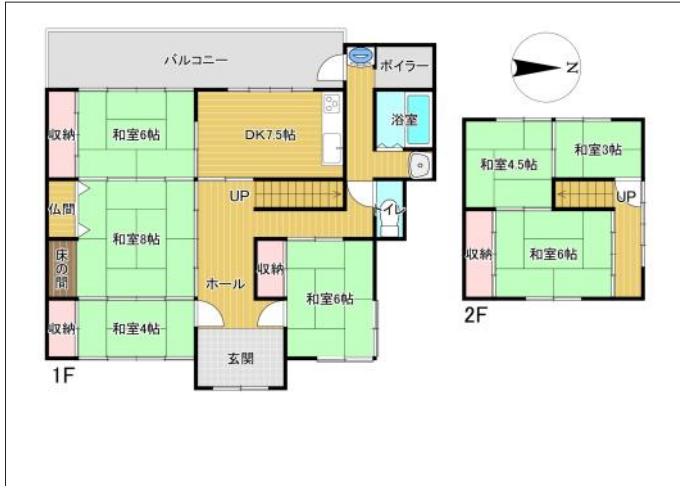 バルコニー
ボイラー
収納
和室6帖
DK7.5帖
浴室
仏間
和室8帖
UP
トイレ
床の間
ホール
収納
和室6帖
収納
和室4帖
玄関
1F
N
和室4.5帖
和室3帖
UP
収納
和室6帖
2F